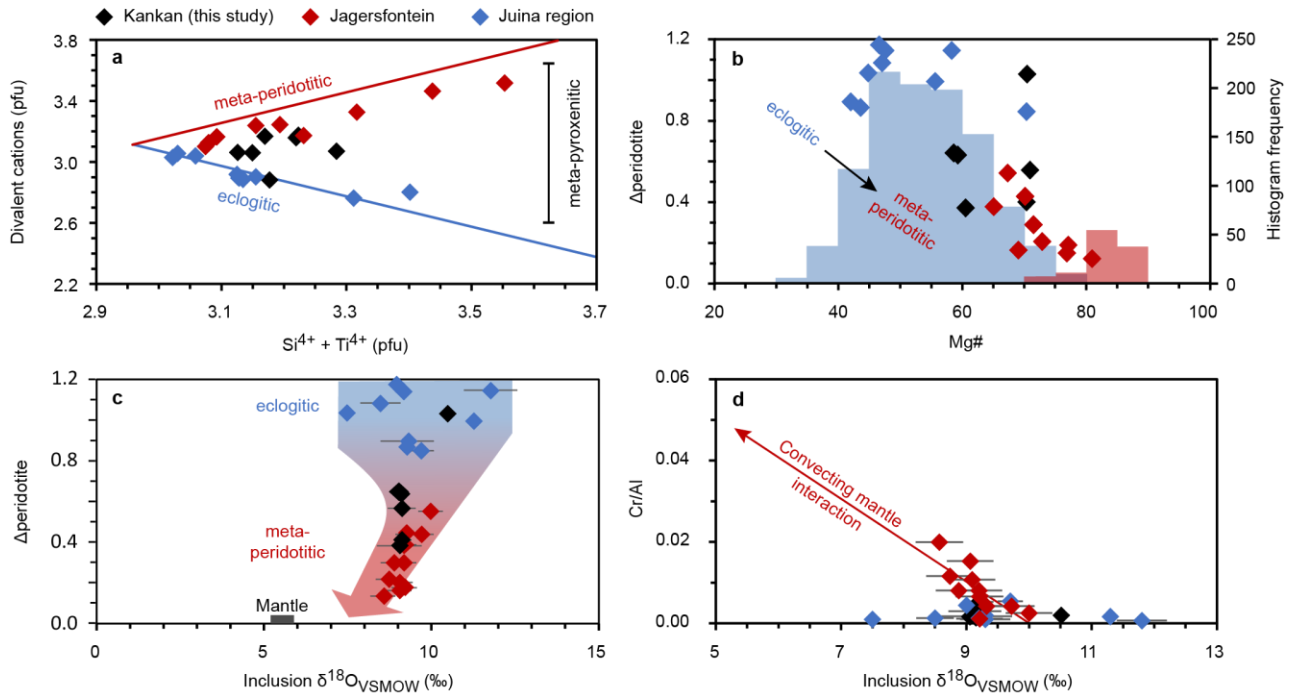 Kankan (this study) Jagersfontein Juina region
a
3.8
3.4
3.0
2.6
2.2
Divalent cations (pfu)
meta-peridotitic
eclogitic
meta-pyroxenitic
2.9 3.1 3.3 3.5 3.7
Si⁴⁺ + Ti⁴⁺ (pfu)
b
1.2
0.8
0.4
0.0
Δperidotite
eclogitic
meta-
peridotitic
250
200
150
100
50
0
Histogram frequency
20 40 60 80 100
Mg#
c
1.2
0.8
0.4
0.0
Δperidotite
eclogitic
meta-
peridotitic
Mantle
0 5 10 15
Inclusion δ¹⁸O_VSMOW (‰)
d
0.06
0.04
0.02
0.00
Cr/Al
Convecting mantle
interaction
5 7 9 11 13
Inclusion δ¹⁸O_VSMOW (‰)